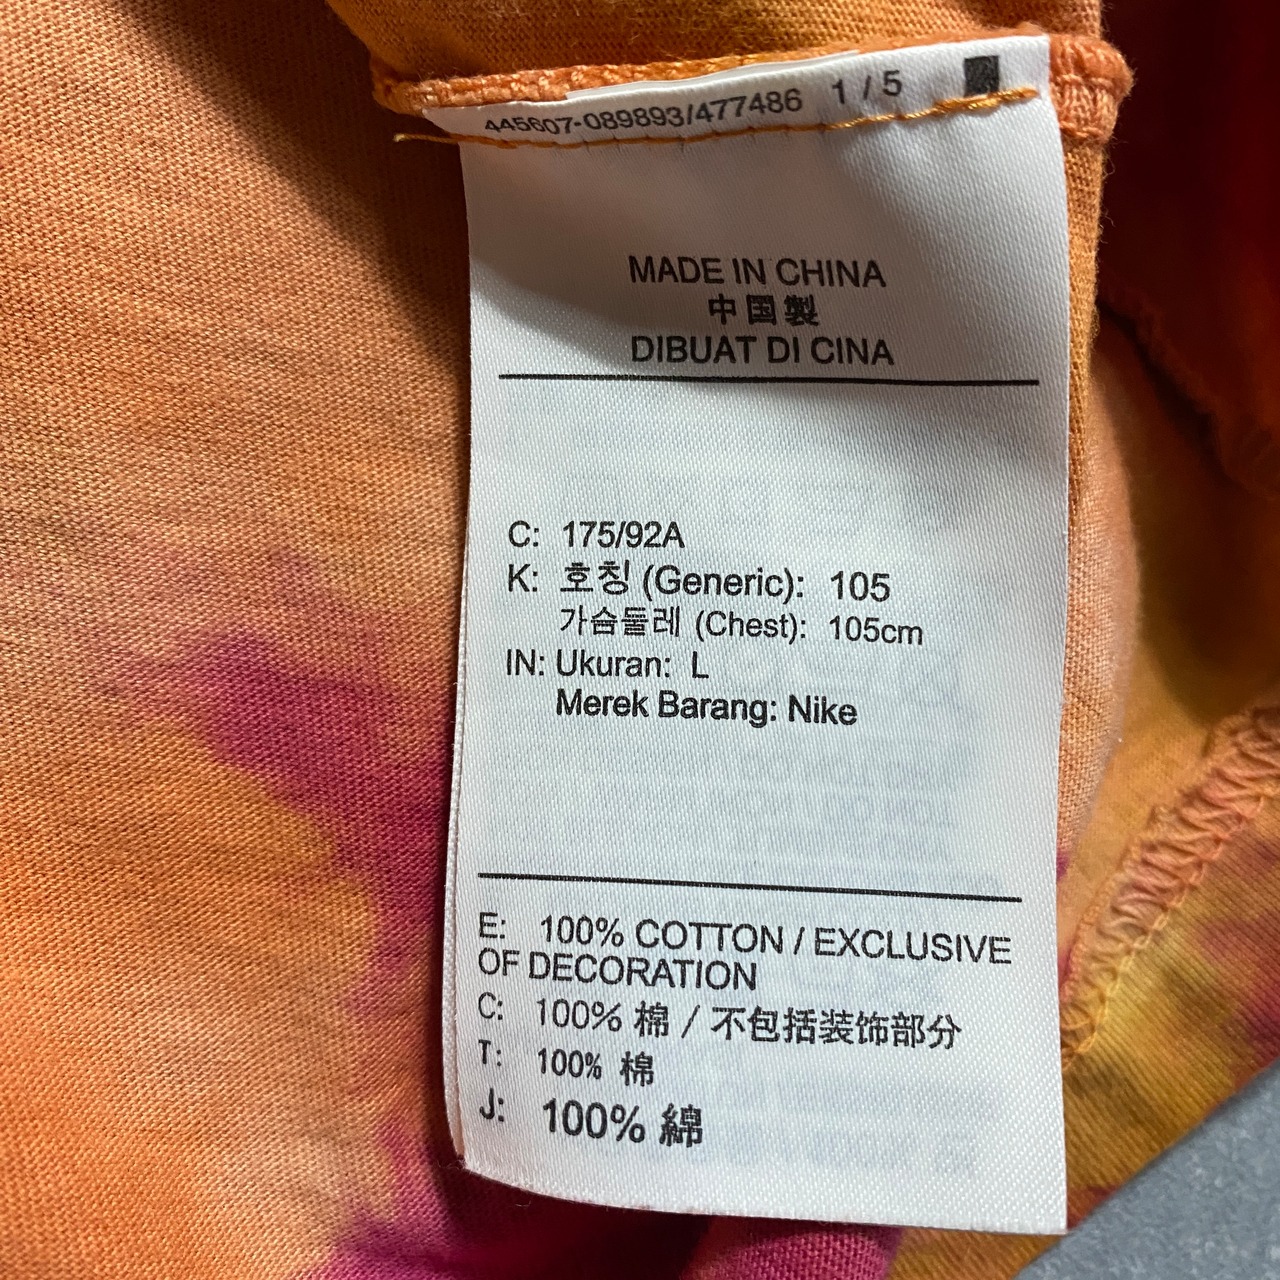 445607-089893/477486 1 / 5
MADE IN CHINA
中国製
DIBUAT DI CINA
C: 175/92A
K: 호칭 (Generic): 105
가슴둘레 (Chest): 105cm
IN: Ukuran: L
Merek Barang: Nike
E: 100% COTTON / EXCLUSIVE
OF DECORATION
C: 100% 棉 / 不包括装饰部分
T: 100% 棉
J: 100% 綿